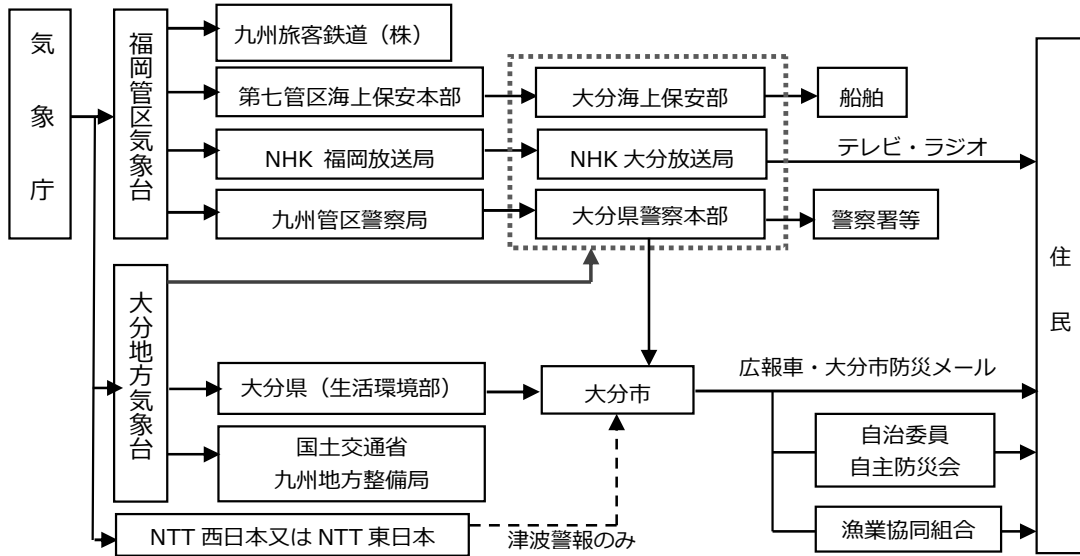 気象庁
福岡管区気象台
九州旅客鉄道（株）
第七管区海上保安本部
大分海上保安部
船舶
NHK 福岡放送局
NHK 大分放送局
テレビ・ラジオ
九州管区警察局
大分県警察本部
警察署等
住民
大分地方気象台
大分県（生活環境部）
大分市
広報車・大分市防災メール
国土交通省
九州地方整備局
自治委員
自主防災会
NTT 西日本又は NTT 東日本
津波警報のみ
漁業協同組合